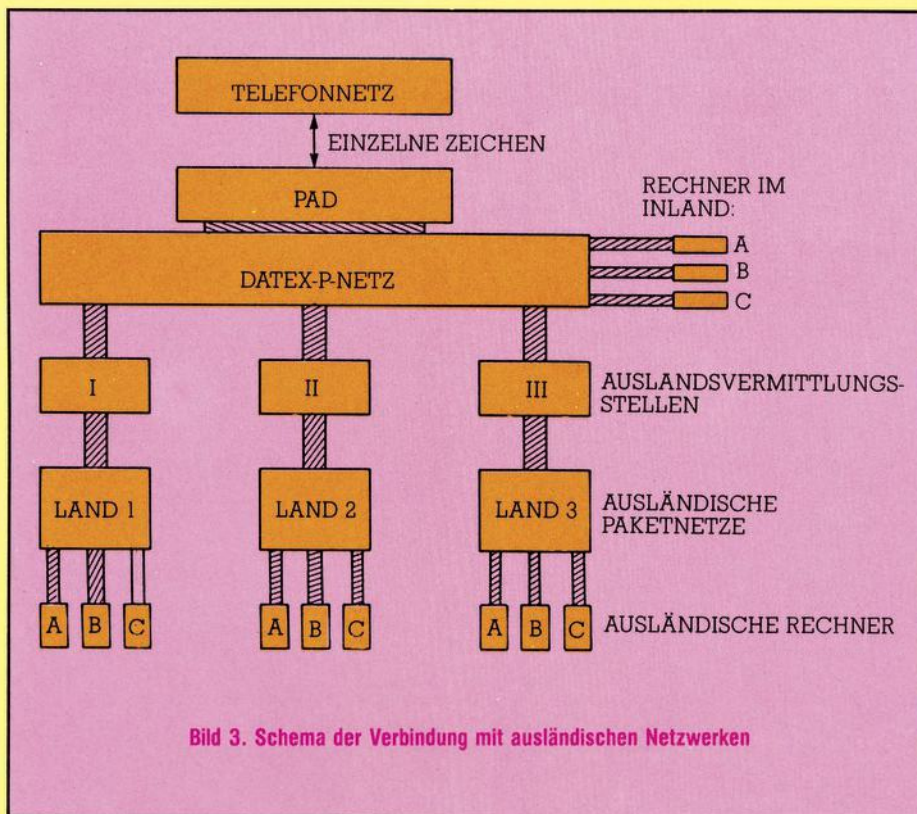 TELEFONNETZ
EINZELNE ZEICHEN
PAD
RECHNER IM
INLAND:
A
B
C
DATEX-P-NETZ
I
II
III
AUSLANDSVERMITTLUNGS-
STELLEN
LAND 1
LAND 2
LAND 3
AUSLÄNDISCHE
PAKETNETZE
A B C
A B C
A B C
AUSLÄNDISCHE RECHNER
Bild 3. Schema der Verbindung mit ausländischen Netzwerken